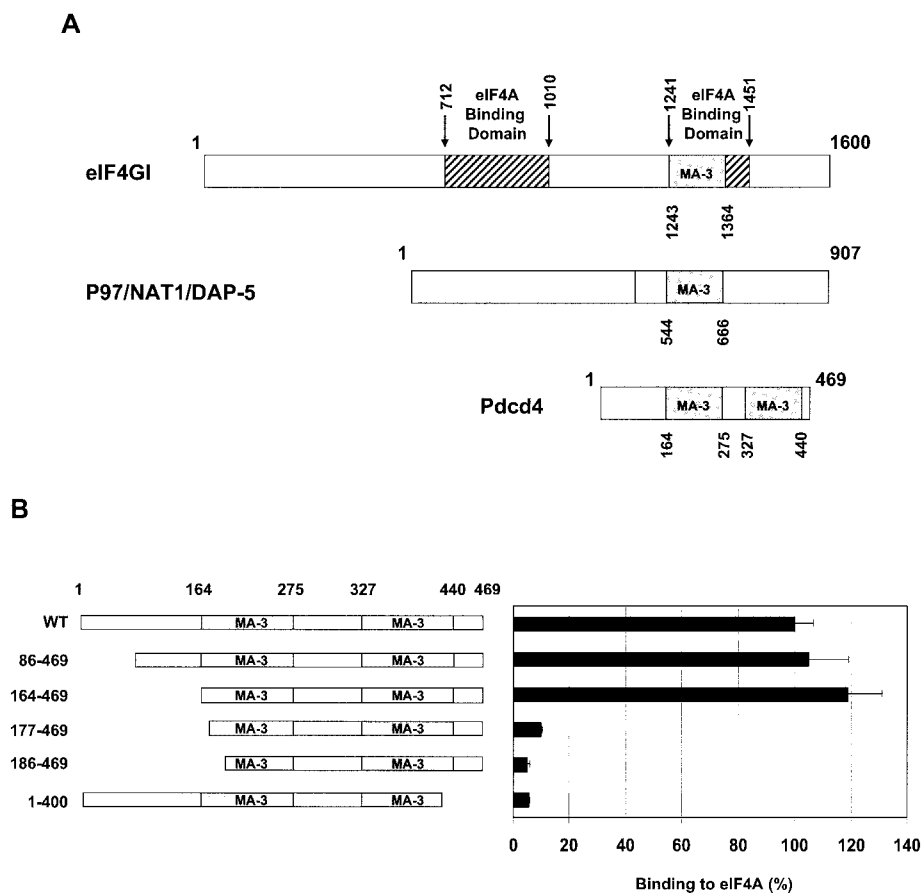 A
712
eIF4A
Binding
Domain
1010
1241
eIF4A
Binding
Domain
1451
1
1600
eIF4GI
MA-3
1243
1364
1
907
P97/NAT1/DAP-5
MA-3
544
666
1
469
Pdcd4
MA-3
MA-3
164
275
327
440
B
1 164 275 327 440 469
WT MA-3 MA-3
86-469 MA-3 MA-3
164-469 MA-3 MA-3
177-469 MA-3 MA-3
186-469 MA-3 MA-3
1-400 MA-3 MA-3
0 20 40 60 80 100 120 140
Binding to eIF4A (%)